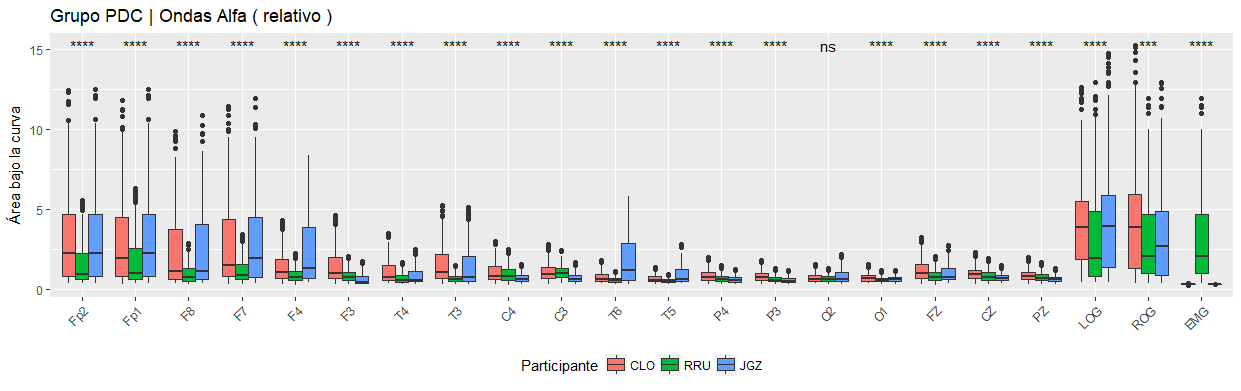 Grupo PDC | Ondas Alfa ( relativo )
**** **** **** **** **** **** **** **** **** **** **** **** **** **** ns **** **** **** **** **** *** ****
15
10
5
0
Área bajo la curva
Fp2 Fp1 F8 F7 F4 F3 T4 T3 C4 C3 T6 T5 P4 P3 O2 O1 FZ CZ PZ LOG ROG EMG
Participante CLO RRU JGZ